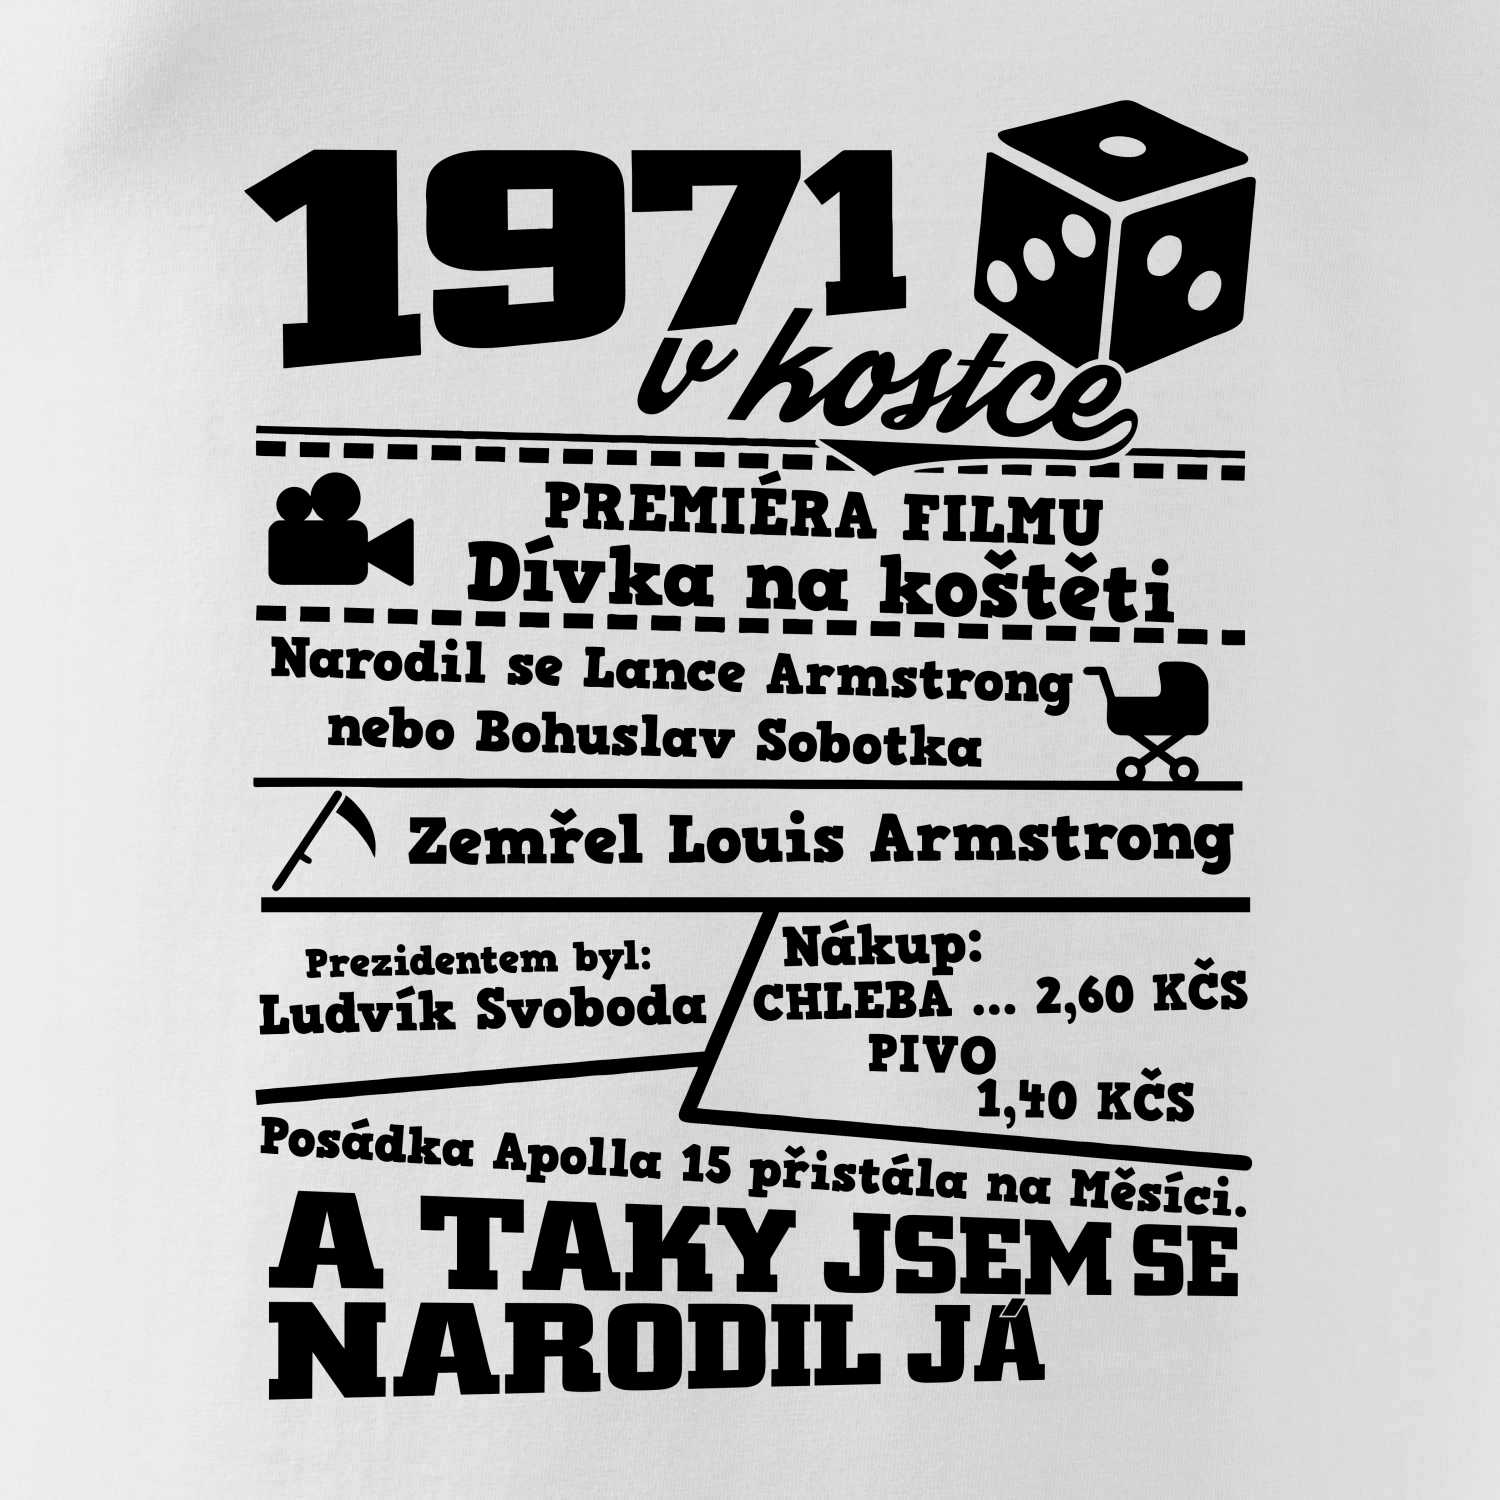 1971
v kostce
PREMIÉRA FILMU
Dívka na koštěti
Narodil se Lance Armstrong
nebo Bohuslav Sobotka
Zemřel Louis Armstrong
Prezidentem byl:
Ludvík Svoboda
Nákup:
CHLEBA ... 2,60 KČS
PIVO
1,40 KČS
Posádka Apolla 15 přistála na Měsíci.
A TAKY JSEM SE
NARODIL JÁ